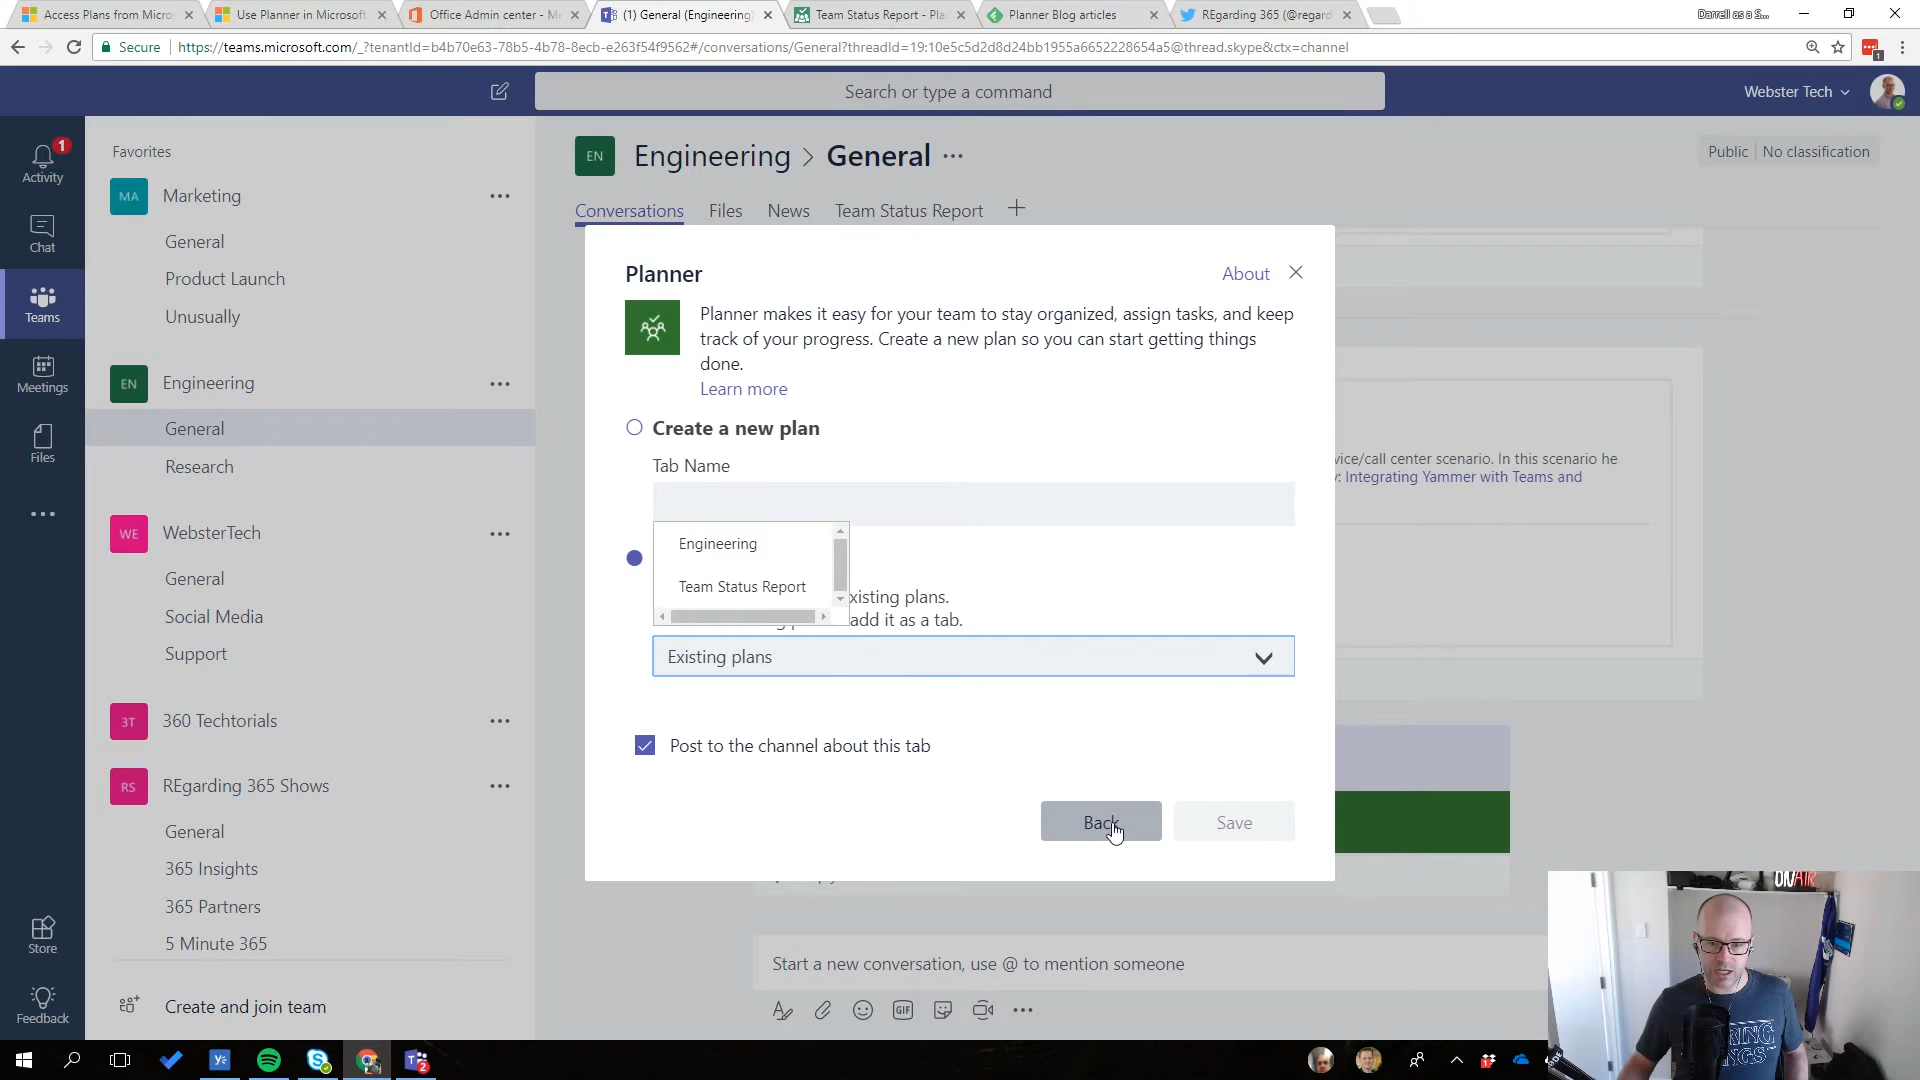 Access Plans from Micros
Use Planner in Microsoft
Office Admin center - M
(1) General (Engineering)
Team Status Report - Pla
Planner Blog articles
REgarding 365 (@regard
Darrell as a S...
Secure
https://teams.microsoft.com/_?tenantId=b4b70e63-78b5-4b78-8ecb-e263f54f9562#/conversations/General?threadId=19:10e5c5d2d8d24bb1955a6652228654a5@thread.skype&ctx=channel
1
Search or type a command
Webster Tech
Activity
1
Chat
Teams
Meetings
Files
Store
Feedback
Favorites
MA Marketing
General
Product Launch
Unusually
EN Engineering
General
Research
WE WebsterTech
General
Social Media
Support
3T 360 Techtorials
RS REgarding 365 Shows
General
365 Insights
365 Partners
5 Minute 365
Create and join team
EN Engineering > General ...
Public
No classification
Conversations
Files
News
Team Status Report
+
Planner
About
Planner makes it easy for your team to stay organized, assign tasks, and keep
track of your progress. Create a new plan so you can start getting things
done.
Learn more
Create a new plan
Tab Name
Engineering
Team Status Report
xisting plans.
add it as a tab.
Existing plans
Post to the channel about this tab
Back
Save
vice/call center scenario. In this scenario he
: Integrating Yammer with Teams and
Start a new conversation, use @ to mention someone
GIF
ON AIR
2